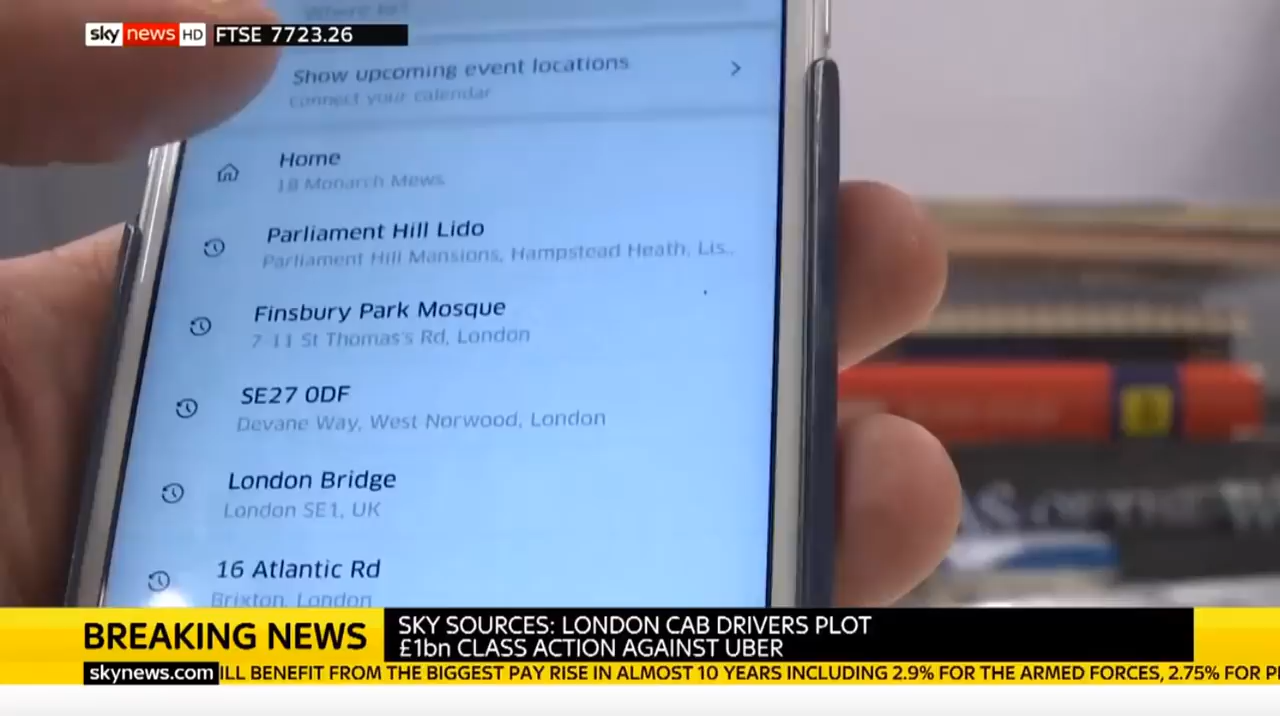 sky news HD FTSE 7723.26
Where to?
Show upcoming event locations
Connect your calendar
Home
18 Monarch Mews
Parliament Hill Lido
Parliament Hill Mansions, Hampstead Heath, Lis..
Finsbury Park Mosque
7-11 St Thomas's Rd, London
SE27 0DF
Devane Way, West Norwood, London
London Bridge
London SE1, UK
16 Atlantic Rd
Brixton, London
OF THE
BREAKING NEWS
SKY SOURCES: LONDON CAB DRIVERS PLOT
£1bn CLASS ACTION AGAINST UBER
skynews.com ILL BENEFIT FROM THE BIGGEST PAY RISE IN ALMOST 10 YEARS INCLUDING 2.9% FOR THE ARMED FORCES, 2.75% FOR P